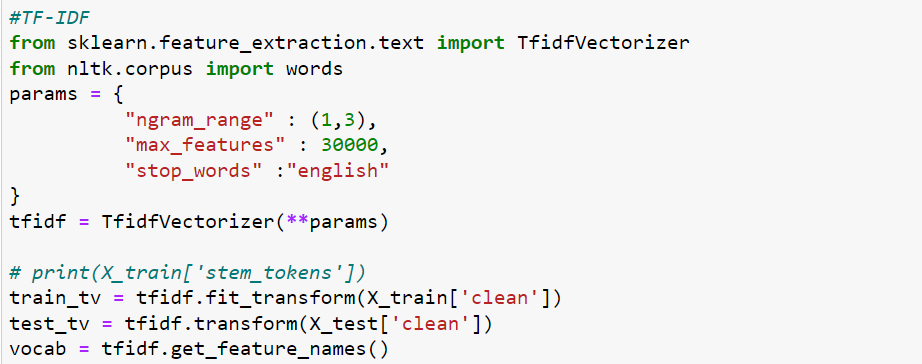 #TF-IDF
from sklearn.feature_extraction.text import TfidfVectorizer
from nltk.corpus import words
params = {
          "ngram_range" : (1,3),
          "max_features" : 30000,
          "stop_words" :"english"
}
tfidf = TfidfVectorizer(**params)

# print(X_train['stem_tokens'])
train_tv = tfidf.fit_transform(X_train['clean'])
test_tv = tfidf.transform(X_test['clean'])
vocab = tfidf.get_feature_names()